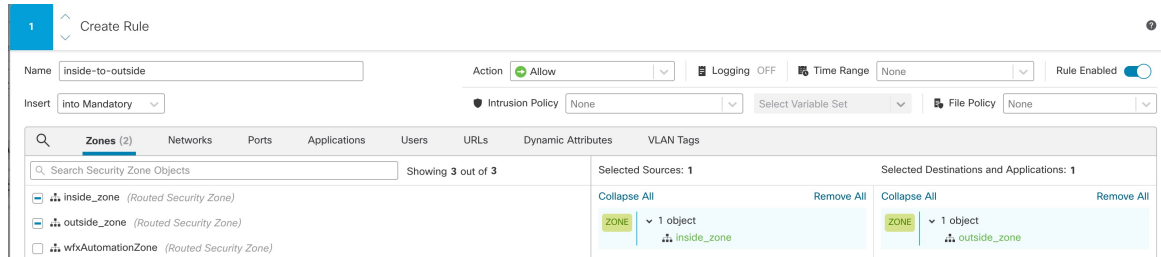 1 Create Rule
Name inside-to-outside Action Allow Logging OFF Time Range None Rule Enabled
Insert into Mandatory Intrusion Policy None Select Variable Set File Policy None
Zones (2) Networks Ports Applications Users URLs Dynamic Attributes VLAN Tags
Search Security Zone Objects Showing 3 out of 3 Selected Sources: 1 Selected Destinations and Applications: 1
inside_zone (Routed Security Zone) Collapse All Remove All Collapse All Remove All
outside_zone (Routed Security Zone) ZONE 1 object ZONE 1 object
inside_zone outside_zone
wfxAutomationZone (Routed Security Zone)